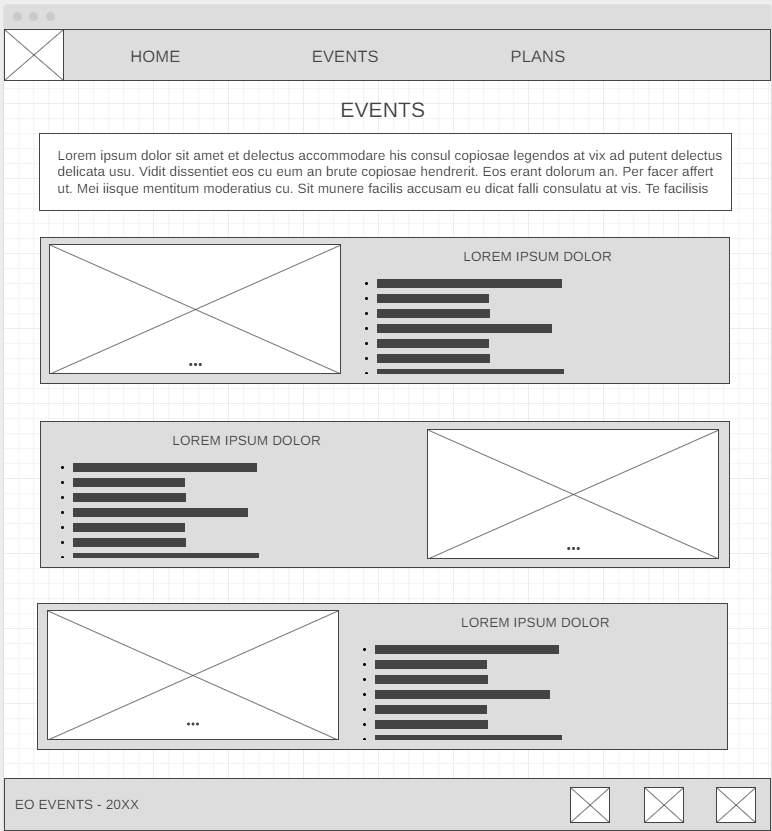 HOME EVENTS PLANS
EVENTS
Lorem ipsum dolor sit amet et delectus accommodare his consul copiosae legendos at vix ad putent delectus
delicata usu. Vidit dissentiet eos cu eum an brute copiosae hendrerit. Eos erant dolorum an. Per facer affert
ut. Mei iisque mentitum moderatius cu. Sit munere facilis accusam eu dicat falli consulatu at vis. Te facilisis
LOREM IPSUM DOLOR
LOREM IPSUM DOLOR
LOREM IPSUM DOLOR
EO EVENTS - 20XX